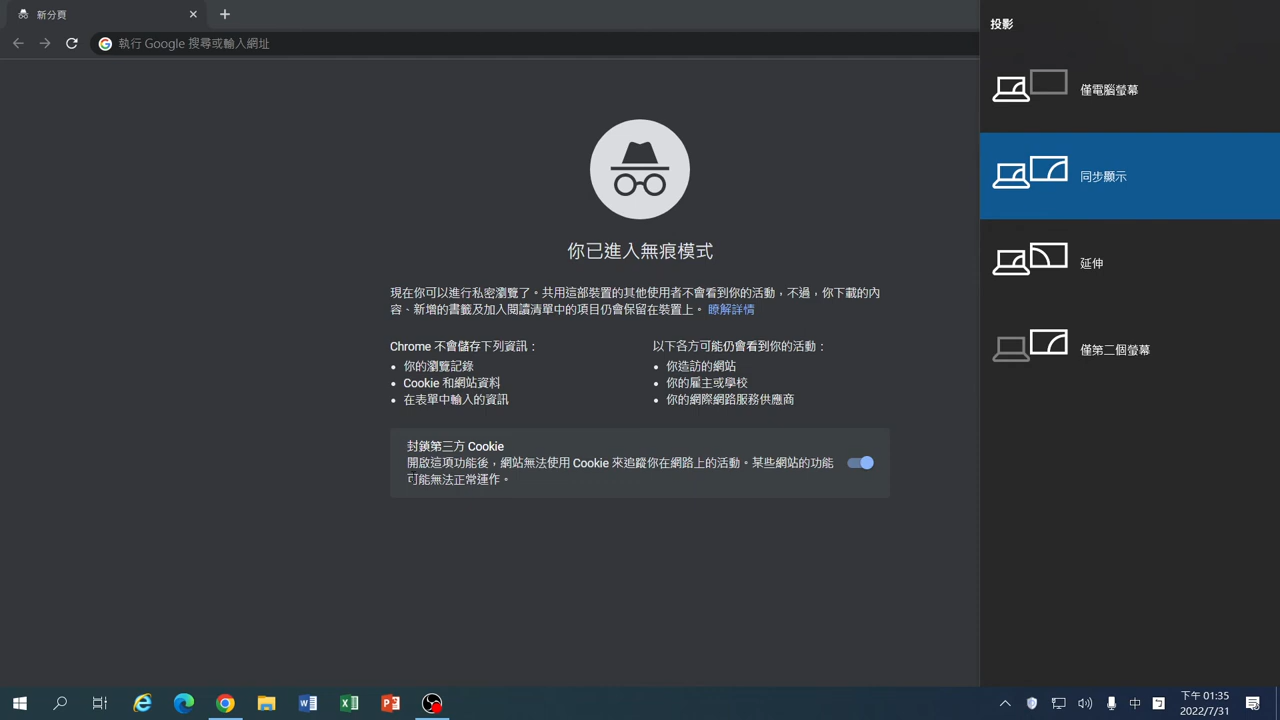 新分頁
執行 Google 搜尋或輸入網址
你已進入無痕模式
現在你可以進行私密瀏覽了。共用這部裝置的其他使用者不會看到你的活動，不過，你下載的內
容、新增的書籤及加入閱讀清單中的項目仍會保留在裝置上。 瞭解詳情
Chrome 不會儲存下列資訊：
• 你的瀏覽記錄
• Cookie 和網站資料
• 在表單中輸入的資訊
以下各方可能仍會看到你的活動：
• 你造訪的網站
• 你的雇主或學校
• 你的網際網路服務供應商
封鎖第三方 Cookie
開啟這項功能後，網站無法使用 Cookie 來追蹤你在網路上的活動。某些網站的功能
可能無法正常運作。
投影
僅電腦螢幕
同步顯示
延伸
僅第二個螢幕
中
ㄅ
下午 01:35
2022/7/31